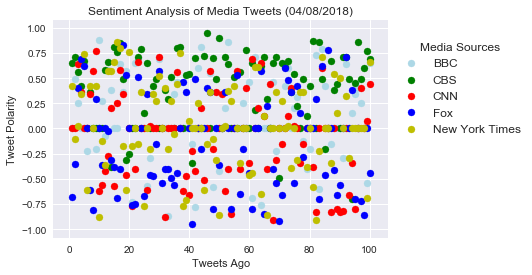 Sentiment Analysis of Media Tweets (04/08/2018)
1.00
0.75
0.50
0.25
0.00
−0.25
−0.50
−0.75
−1.00
Tweet Polarity
0
20
40
60
80
100
Tweets Ago
Media Sources
BBC
CBS
CNN
Fox
New York Times